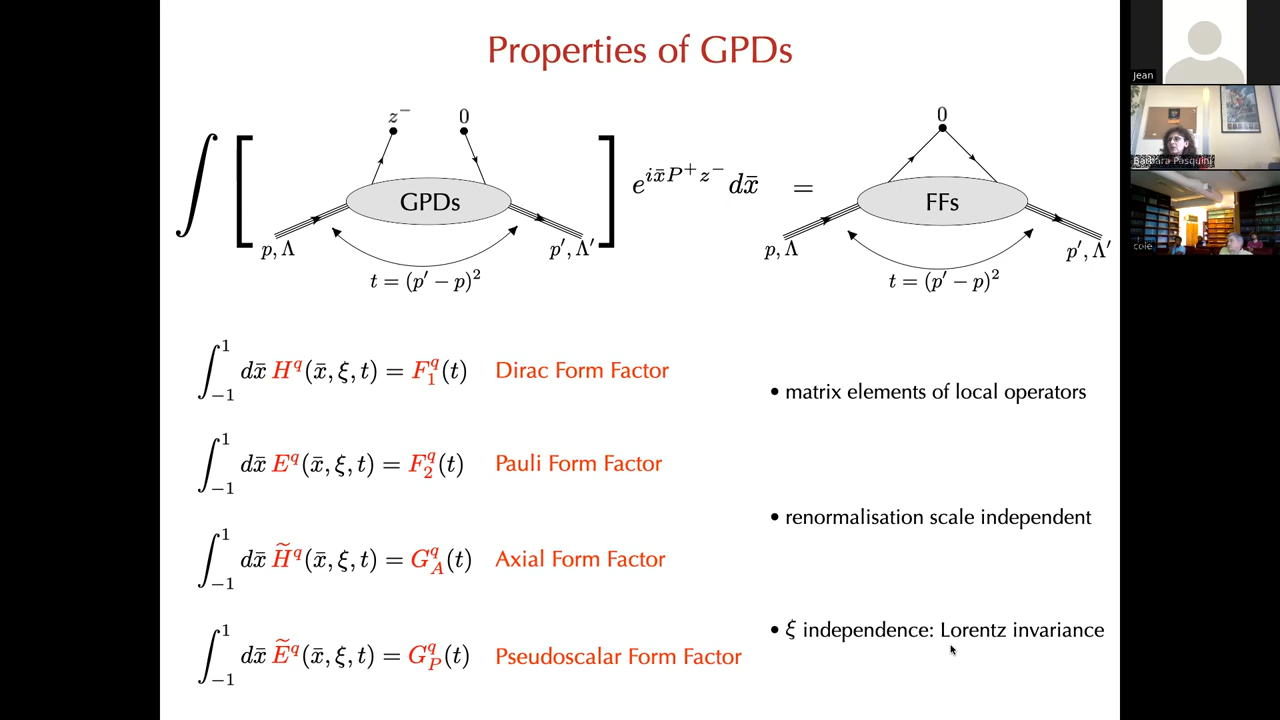 Properties of GPDs
z⁻ 0
∫ [ GPDs ] e^{ix̄P⁺z⁻} dx̄ =
p, Λ p′, Λ′
t = (p′ − p)²
0
FFs
p, Λ p′, Λ′
t = (p′ − p)²
∫_{−1}^{1} dx̄ H^q(x̄, ξ, t) = F_1^q(t) Dirac Form Factor
∫_{−1}^{1} dx̄ E^q(x̄, ξ, t) = F_2^q(t) Pauli Form Factor
∫_{−1}^{1} dx̄ H̃^q(x̄, ξ, t) = G_A^q(t) Axial Form Factor
∫_{−1}^{1} dx̄ Ẽ^q(x̄, ξ, t) = G_P^q(t) Pseudoscalar Form Factor
• matrix elements of local operators
• renormalisation scale independent
• ξ independence: Lorentz invariance
Jean
Barbara Pasquini
cole